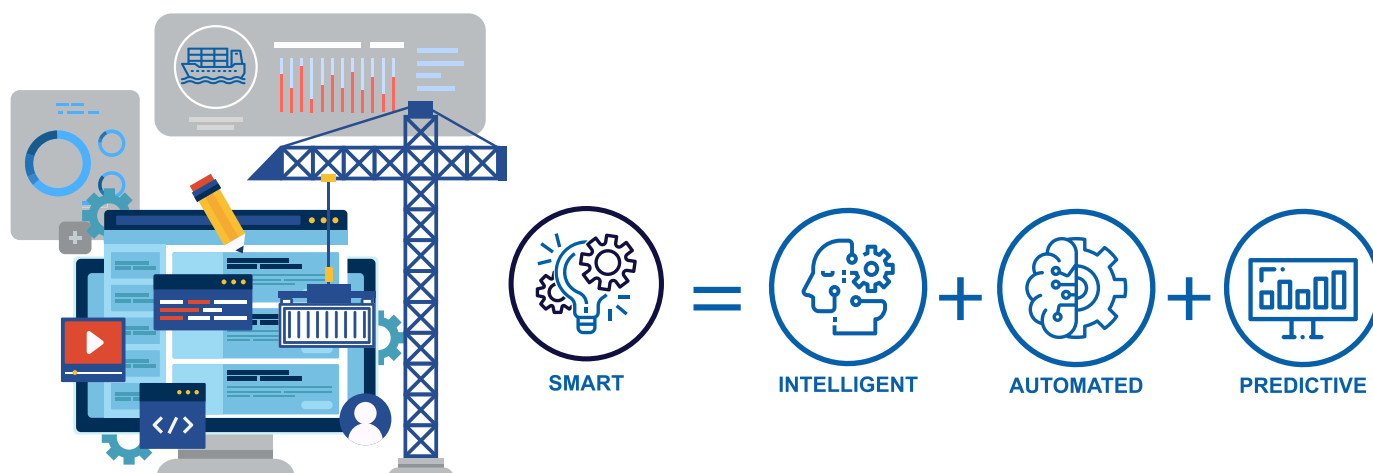 </>
SMART
=
INTELLIGENT
+
AUTOMATED
+
PREDICTIVE